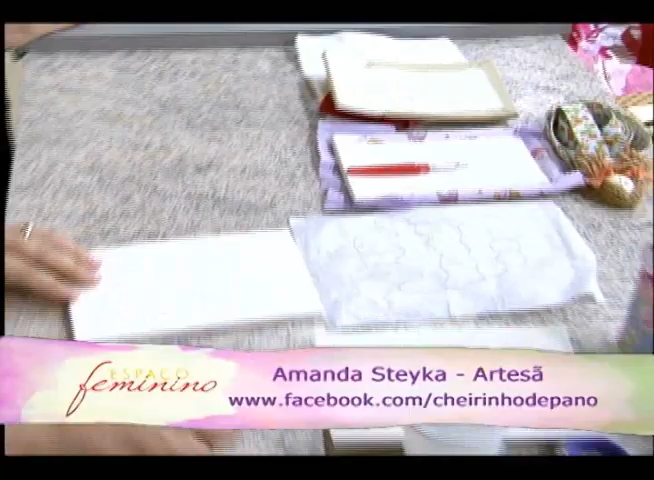 ESPAÇO
feminino
Amanda Steyka - Artesã
www.facebook.com/cheirinhodepano